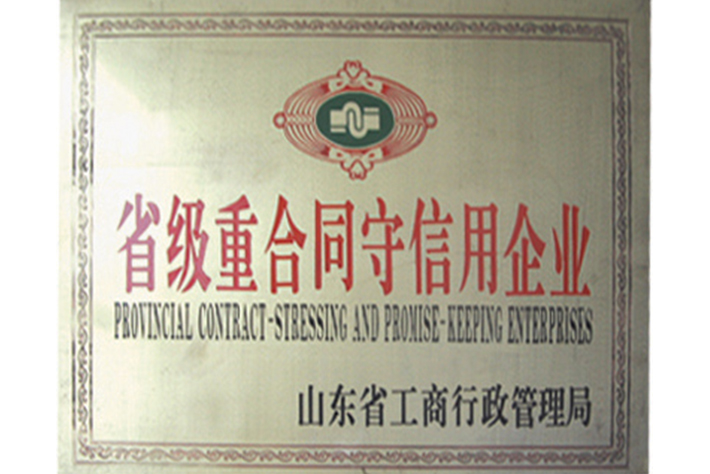 省级重合同守信用企业
PROVINCIAL CONTRACT-STRESSING AND PROMISE-KEEPING ENTERPRISES
山东省工商行政管理局